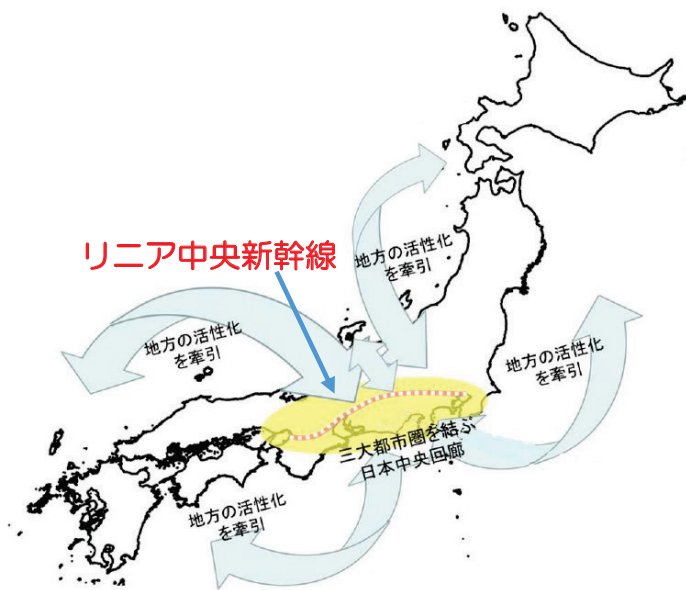 地方の活性化
を牽引
リニア中央新幹線
地方の活性化
を牽引
地方の活性化
を牽引
三大都市圏を結ぶ
日本中央回廊
地方の活性化
を牽引